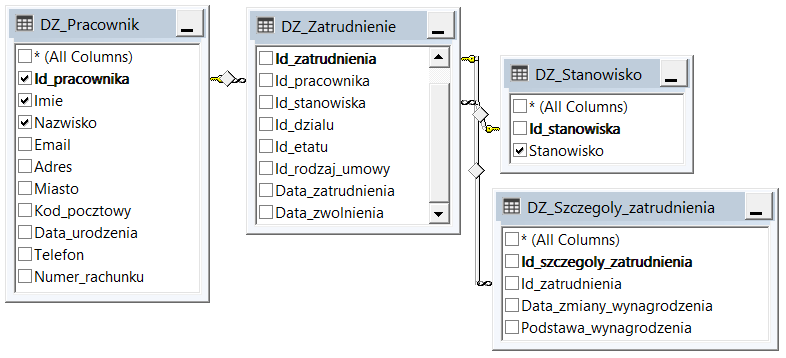 DZ_Pracownik
* (All Columns)
Id_pracownika
Imie
Nazwisko
Email
Adres
Miasto
Kod_pocztowy
Data_urodzenia
Telefon
Numer_rachunku
DZ_Zatrudnienie
Id_zatrudnienia
Id_pracownika
Id_stanowiska
Id_dzialu
Id_etatu
Id_rodzaj_umowy
Data_zatrudnienia
Data_zwolnienia
DZ_Stanowisko
* (All Columns)
Id_stanowiska
Stanowisko
DZ_Szczegoly_zatrudnienia
* (All Columns)
Id_szczegoly_zatrudnienia
Id_zatrudnienia
Data_zmiany_wynagrodzenia
Podstawa_wynagrodzenia